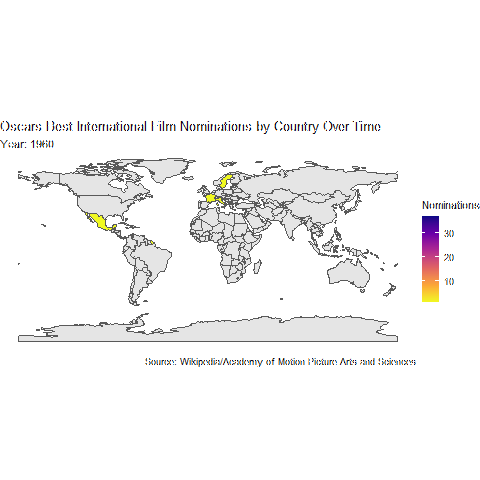 Oscars Best International Film Nominations by Country Over Time
Year: 1960
Nominations
30
20
10
Source: Wikipedia/Academy of Motion Picture Arts and Sciences